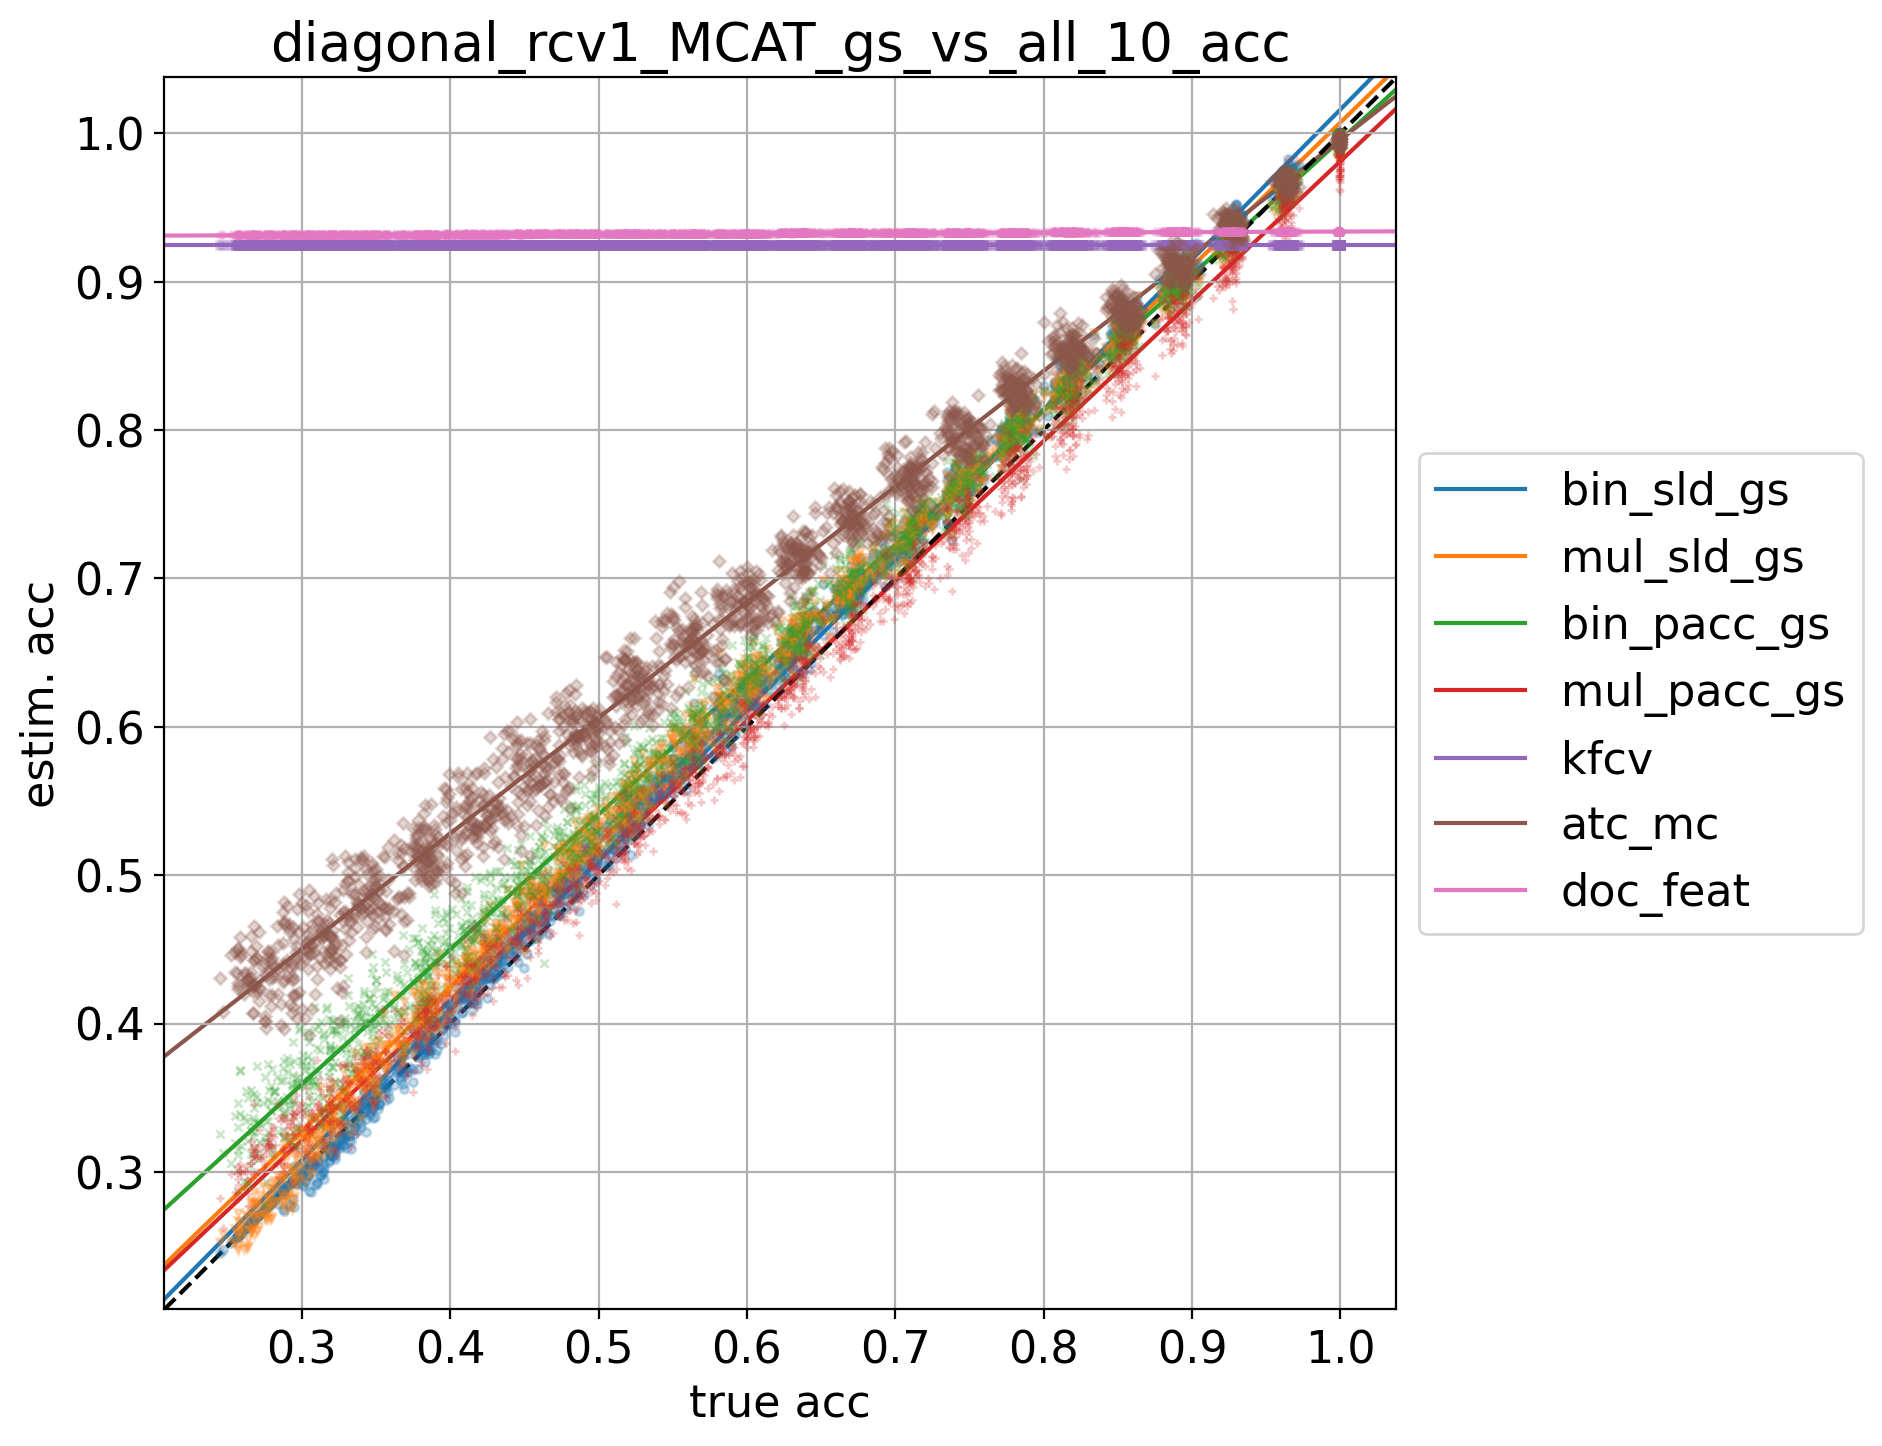 diagonal_rcv1_MCAT_gs_vs_all_10_acc
estim. acc
1.0
0.9
0.8
0.7
0.6
0.5
0.4
0.3
0.3 0.4 0.5 0.6 0.7 0.8 0.9 1.0
true acc
bin_sld_gs
mul_sld_gs
bin_pacc_gs
mul_pacc_gs
kfcv
atc_mc
doc_feat